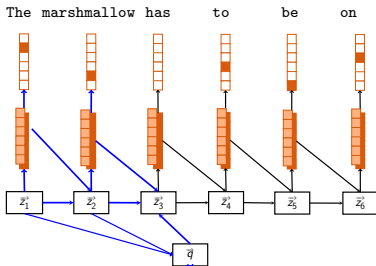 The marshmallow has to be on
z⃗₁ z⃗₂ z⃗₃ z⃗₄ z⃗₅ z⃗₆
q⃗